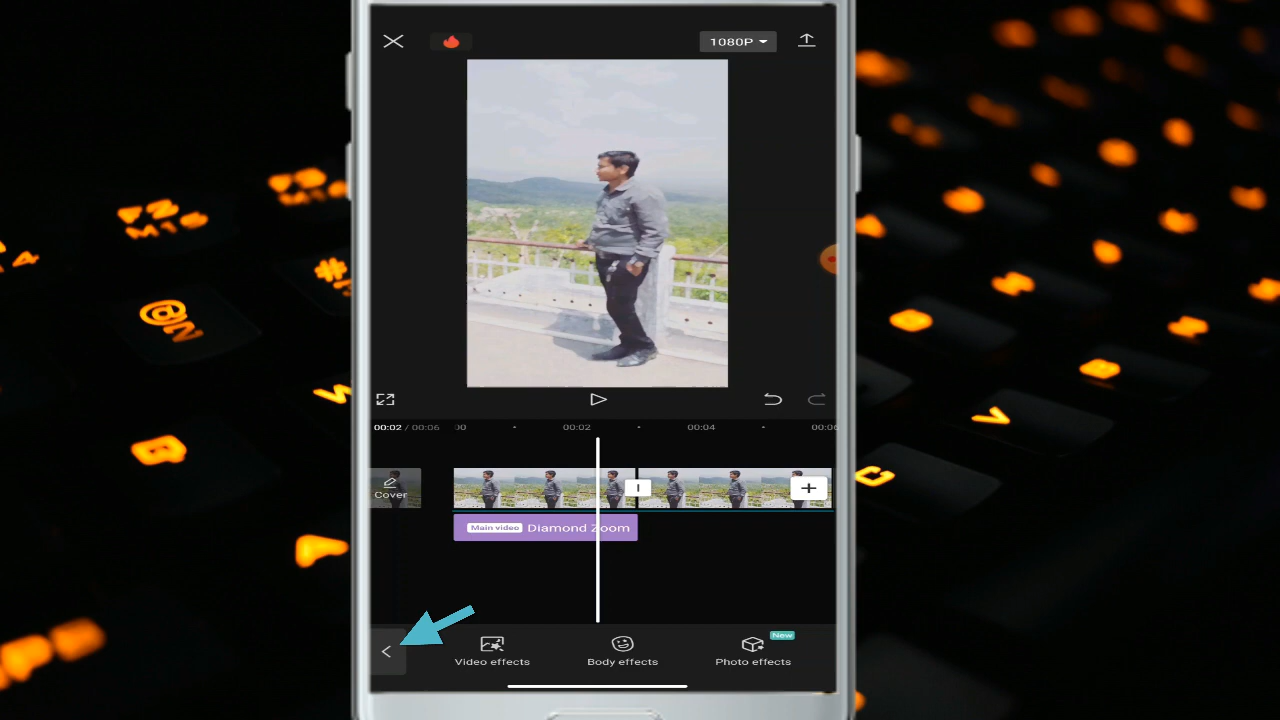 1080P
00:02 / 00:06
00
00:02
00:04
00:06
Cover
Main video
Diamond Zoom
New
Video effects
Body effects
Photo effects